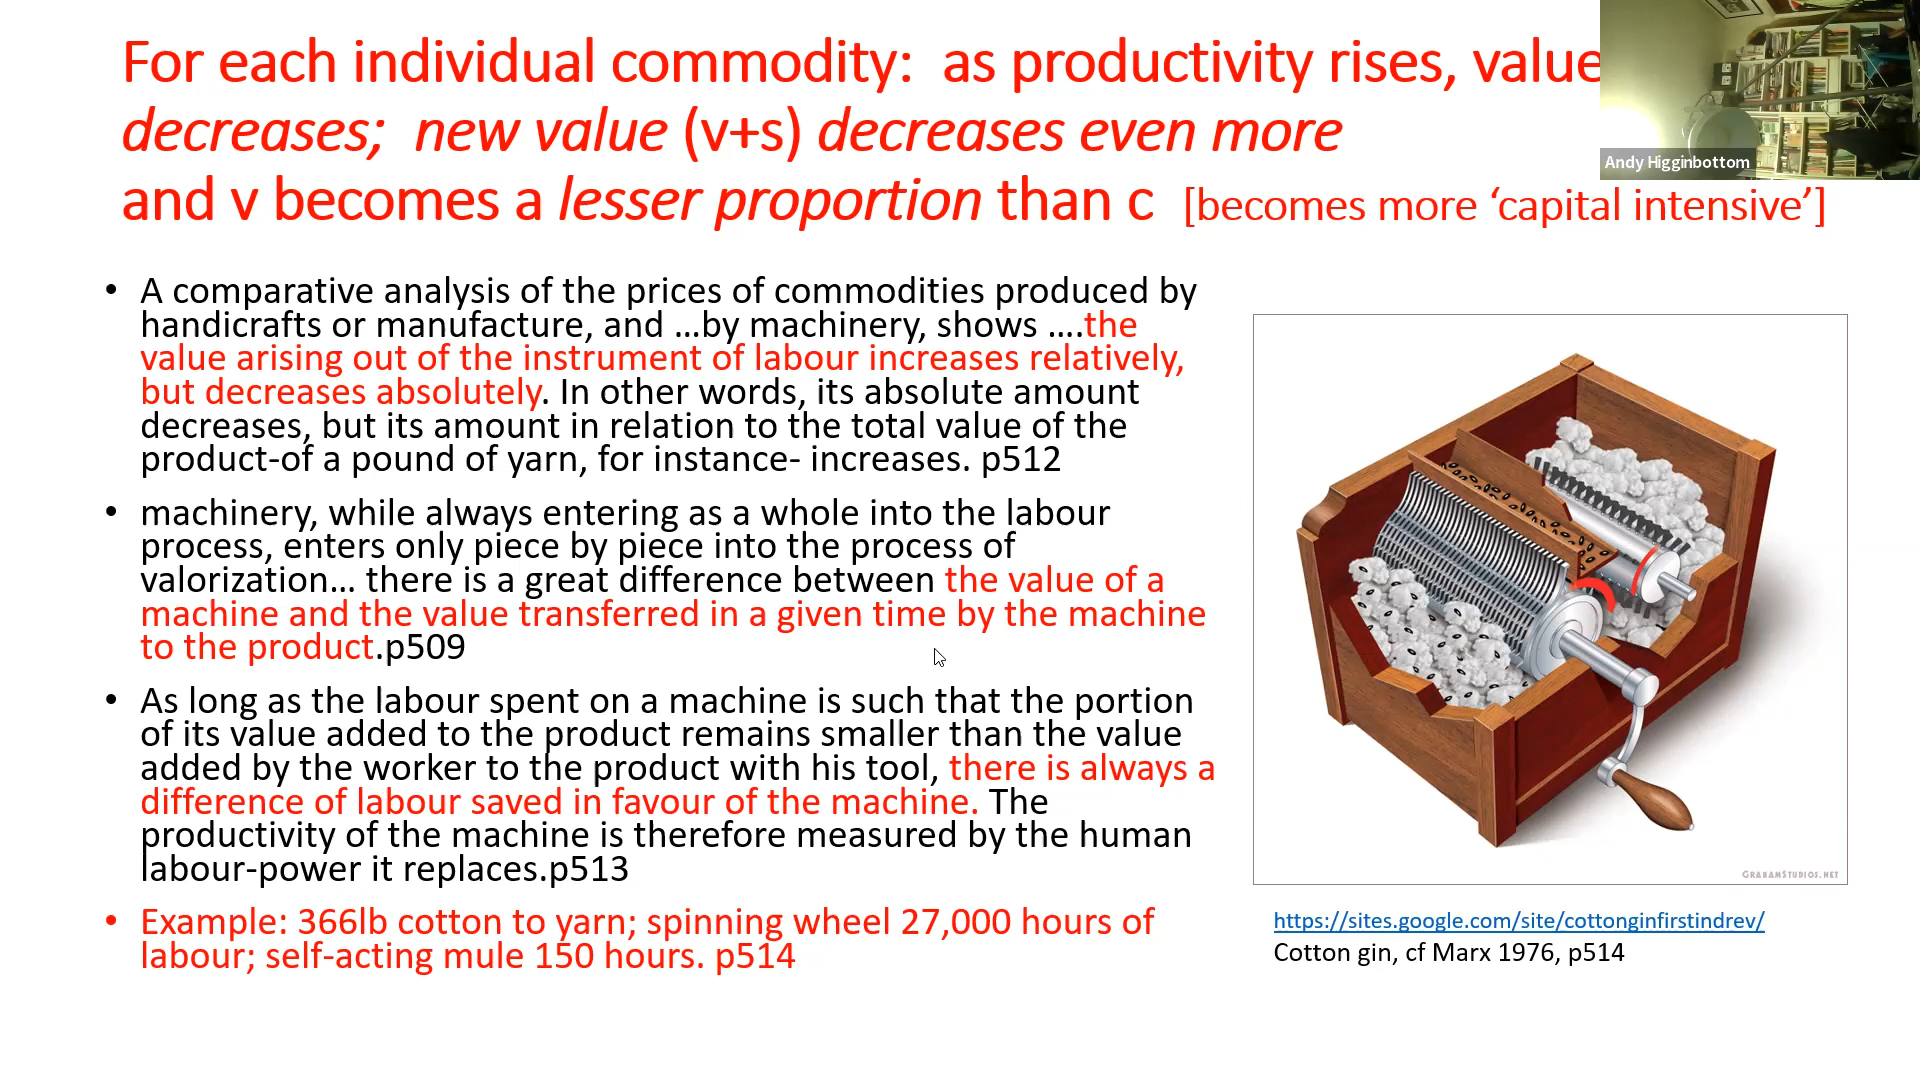 For each individual commodity:  as productivity rises, value
decreases;  new value (v+s) decreases even more
and v becomes a lesser proportion than c  [becomes more ‘capital intensive’]
Andy Higginbottom
• A comparative analysis of the prices of commodities produced by
handicrafts or manufacture, and …by machinery, shows ….the
value arising out of the instrument of labour increases relatively,
but decreases absolutely. In other words, its absolute amount
decreases, but its amount in relation to the total value of the
product-of a pound of yarn, for instance- increases. p512
• machinery, while always entering as a whole into the labour
process, enters only piece by piece into the process of
valorization… there is a great difference between the value of a
machine and the value transferred in a given time by the machine
to the product.p509
• As long as the labour spent on a machine is such that the portion
of its value added to the product remains smaller than the value
added by the worker to the product with his tool, there is always a
difference of labour saved in favour of the machine. The
productivity of the machine is therefore measured by the human
labour-power it replaces.p513
• Example: 366lb cotton to yarn; spinning wheel 27,000 hours of
labour; self-acting mule 150 hours. p514
GRAHAMSTUDIOS.NET
https://sites.google.com/site/cottonginfirstindrev/
Cotton gin, cf Marx 1976, p514